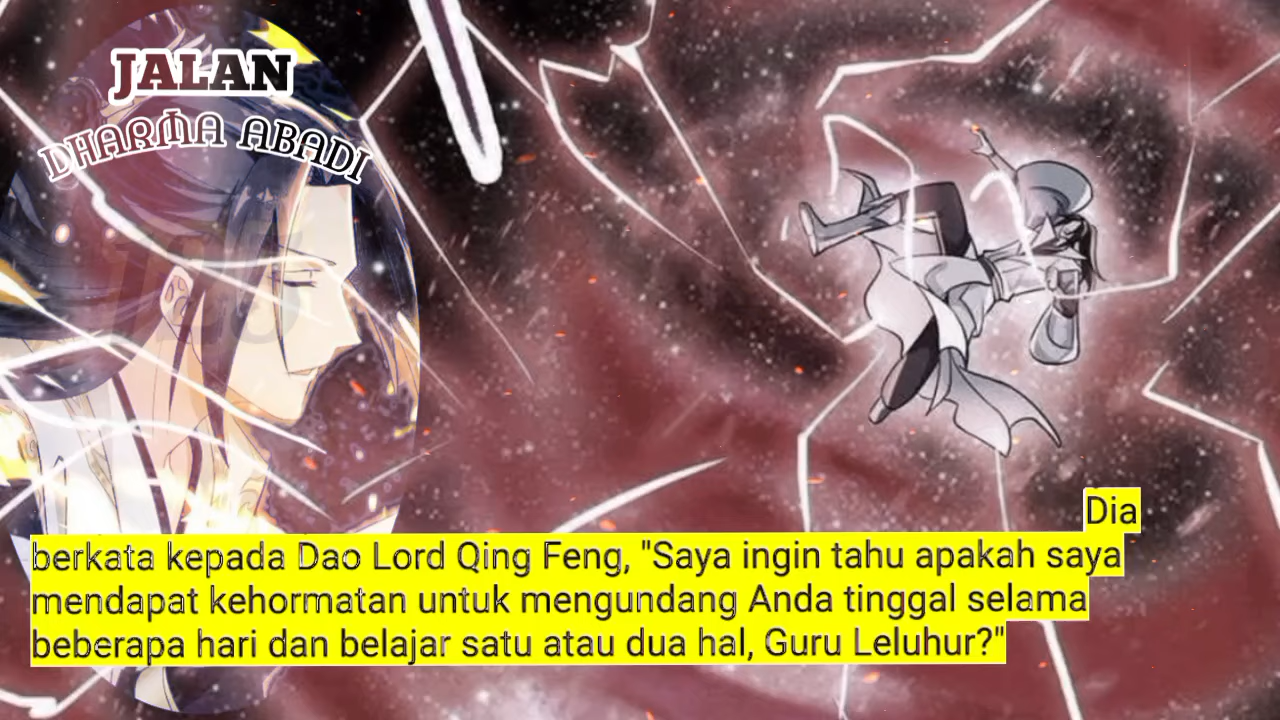 JALAN
DHARMA ABADI
Dia
berkata kepada Dao Lord Qing Feng, "Saya ingin tahu apakah saya
mendapat kehormatan untuk mengundang Anda tinggal selama
beberapa hari dan belajar satu atau dua hal, Guru Leluhur?"